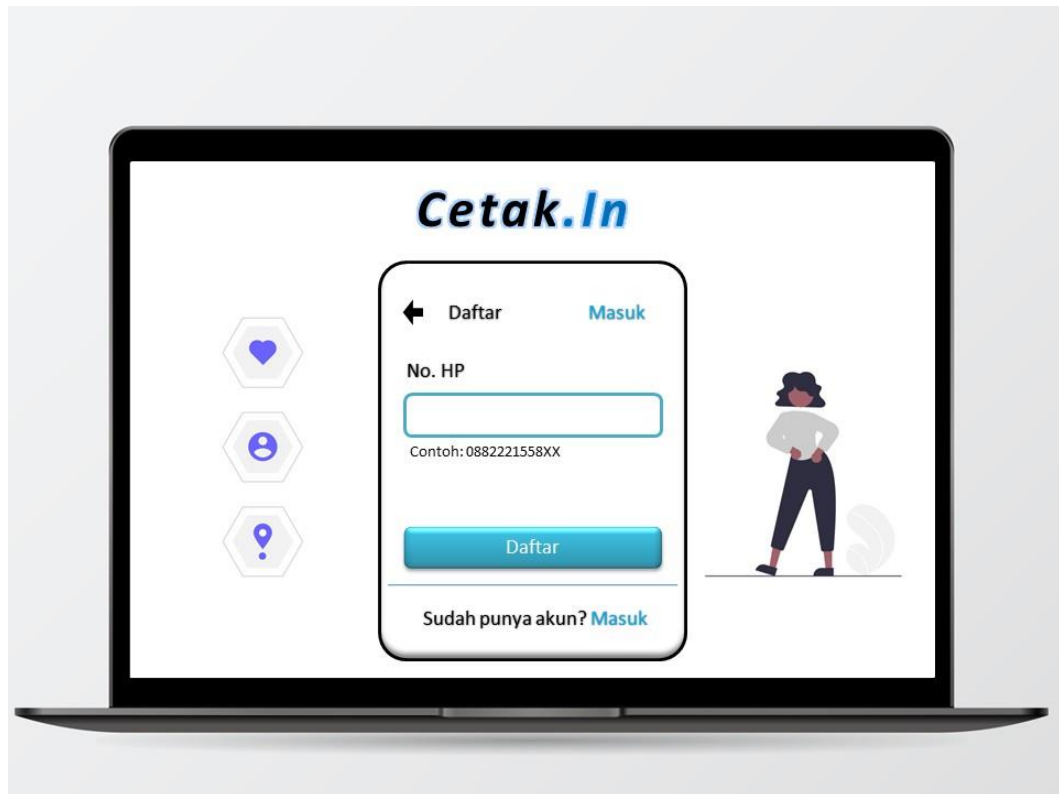 Cetak.In
Daftar Masuk
No. HP
Contoh: 0882221558XX
Daftar
Sudah punya akun? Masuk